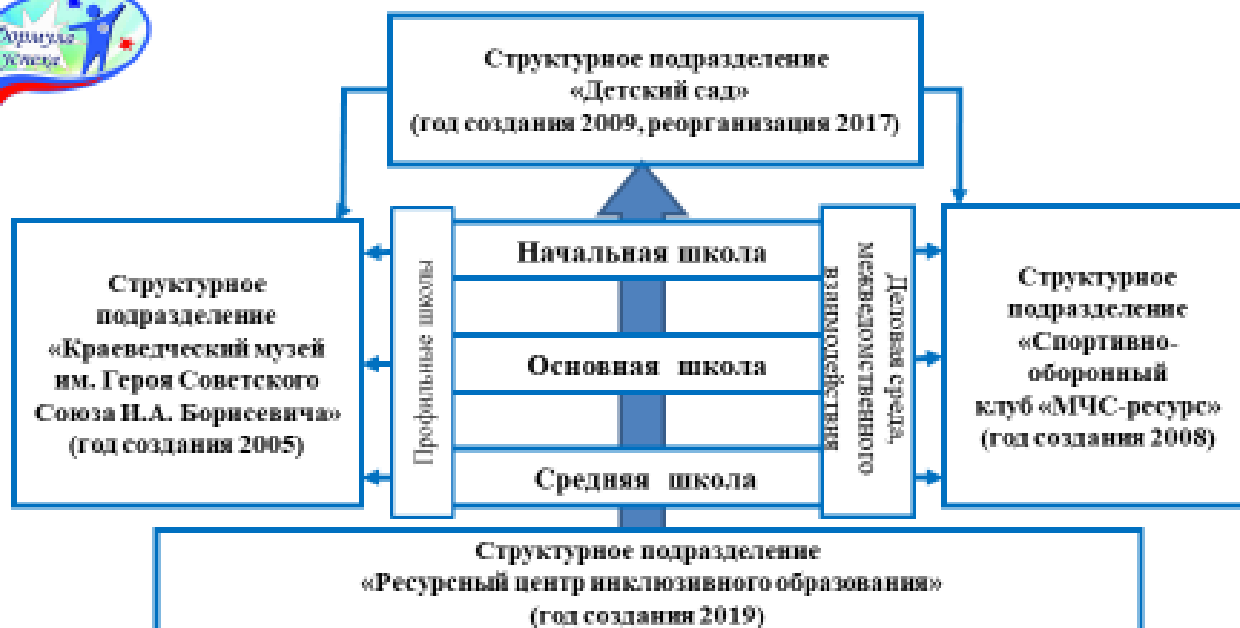 Формула
успеха
Структурное подразделение
«Детский сад»
(год создания 2009, реорганизация 2017)
Структурное
подразделение
«Краеведческий музей
им. Героя Советского
Союза И.А. Борисевича»
(год создания 2005)
Профильные школы
Начальная школа
Основная школа
Средняя школа
Деловая среда,
межведомственного
взаимодействия
Структурное
подразделение
«Спортивно-
оборонный
клуб «МЧС-ресурс»
(год создания 2008)
Структурное подразделение
«Ресурсный центр инклюзивного образования»
(год создания 2019)